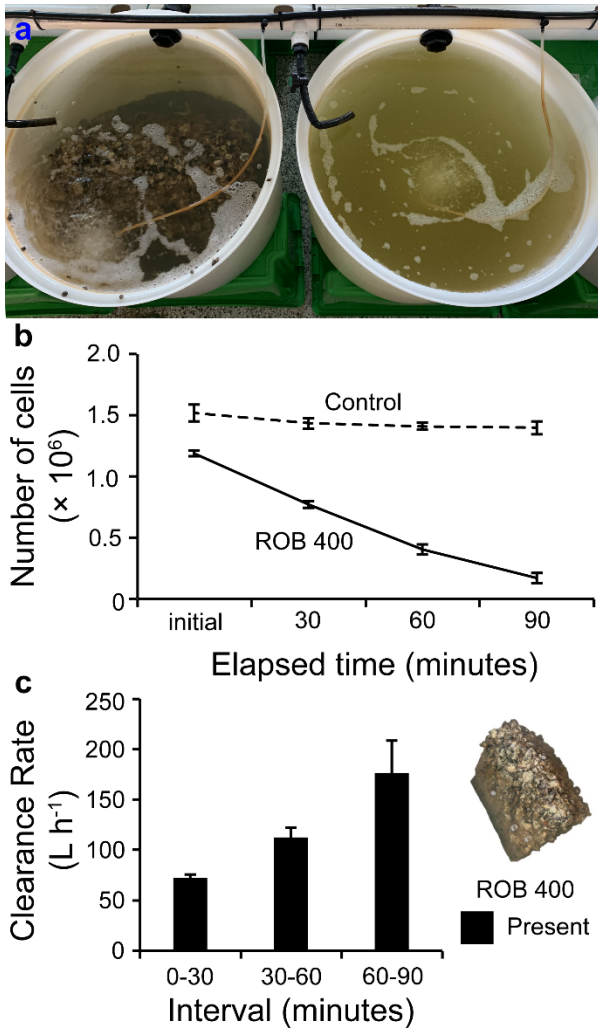 a
b
Number of cells
(× 10⁶)
2.0
1.5
1.0
0.5
0
Control
ROB 400
initial
30
60
90
Elapsed time (minutes)
c
Clearance Rate
(L h⁻¹)
250
200
150
100
50
0
0-30
30-60
60-90
Interval (minutes)
ROB 400
Present